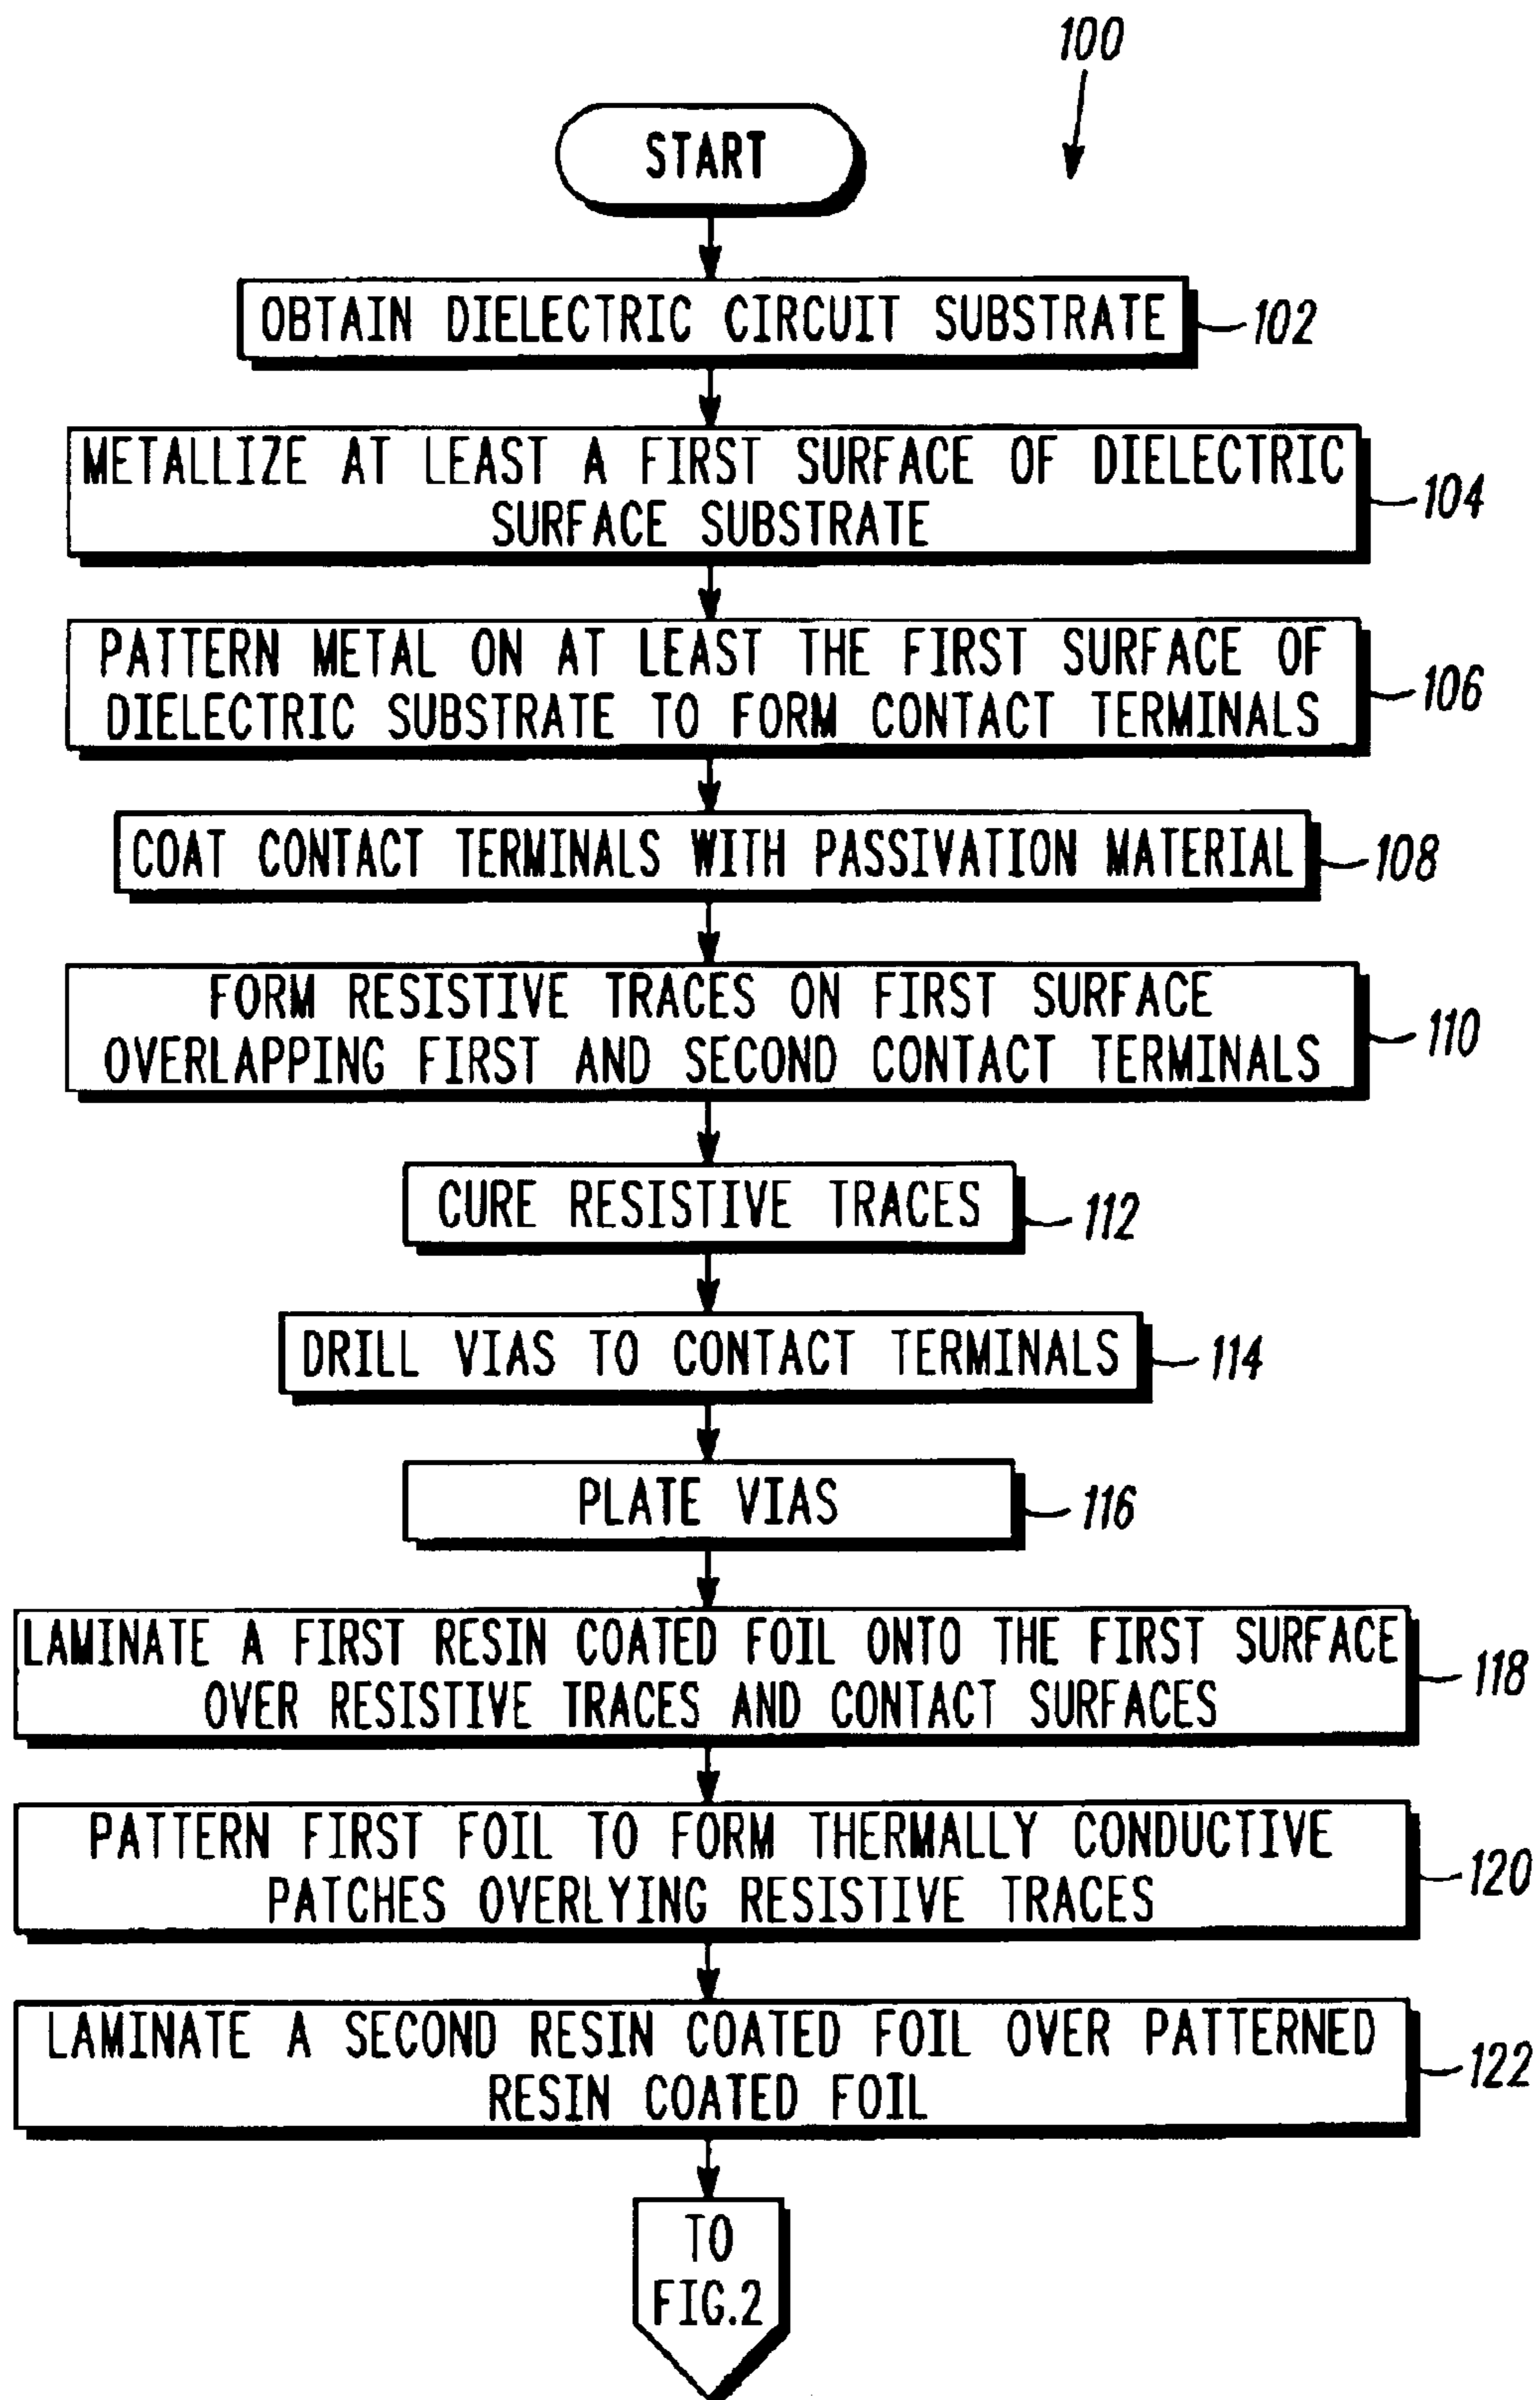 100
START
OBTAIN DIELECTRIC CIRCUIT SUBSTRATE
102
METALLIZE AT LEAST A FIRST SURFACE OF DIELECTRIC
SURFACE SUBSTRATE
104
PATTERN METAL ON AT LEAST THE FIRST SURFACE OF
DIELECTRIC SUBSTRATE TO FORM CONTACT TERMINALS
106
COAT CONTACT TERMINALS WITH PASSIVATION MATERIAL
108
FORM RESISTIVE TRACES ON FIRST SURFACE
OVERLAPPING FIRST AND SECOND CONTACT TERMINALS
110
CURE RESISTIVE TRACES
112
DRILL VIAS TO CONTACT TERMINALS
114
PLATE VIAS
116
LAMINATE A FIRST RESIN COATED FOIL ONTO THE FIRST SURFACE
OVER RESISTIVE TRACES AND CONTACT SURFACES
118
PATTERN FIRST FOIL TO FORM THERMALLY CONDUCTIVE
PATCHES OVERLYING RESISTIVE TRACES
120
LAMINATE A SECOND RESIN COATED FOIL OVER PATTERNED
RESIN COATED FOIL
122
TO
FIG.2